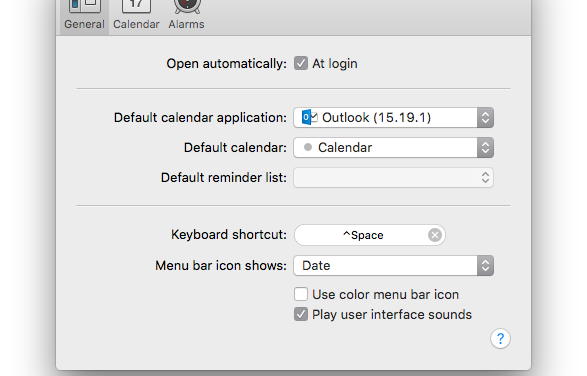 17
General Calendar Alarms
Open automatically: At login
Default calendar application: Outlook (15.19.1)
Default calendar: Calendar
Default reminder list:
Keyboard shortcut: ^Space
Menu bar icon shows: Date
Use color menu bar icon
Play user interface sounds
?